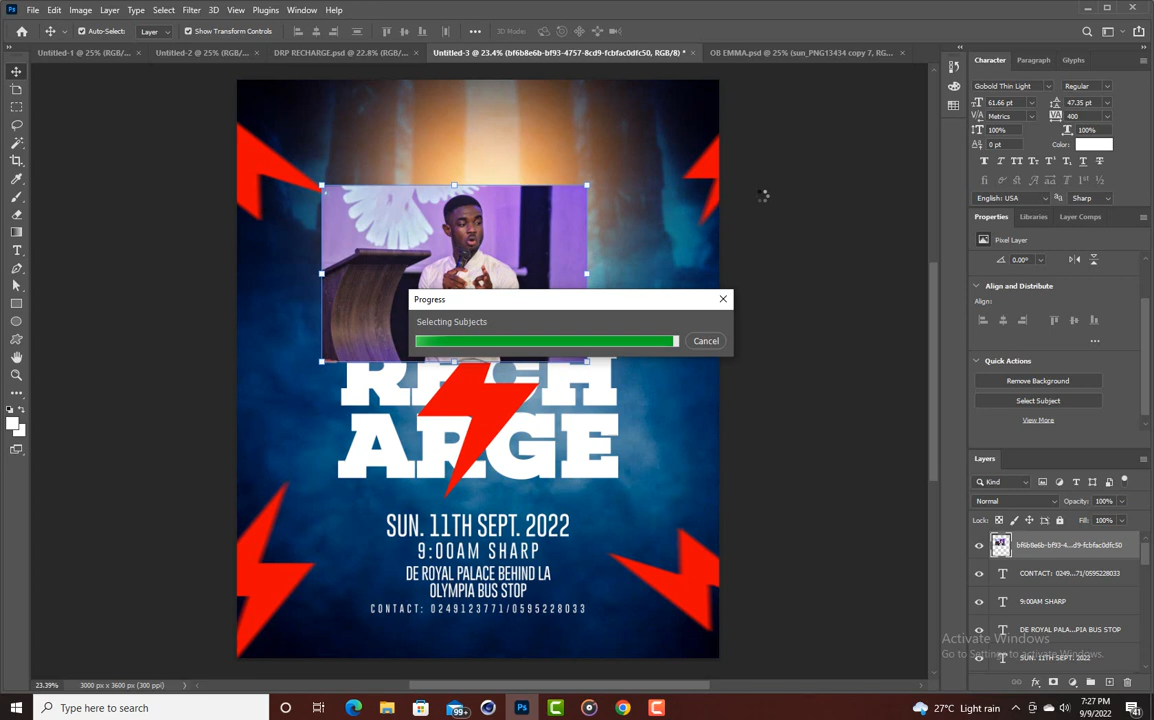 File Edit Image Layer Type Select Filter 3D View Plugins Window Help
Auto-Select: Layer Show Transform Controls 3D Mode:
Untitled-1 @ 25% (RGB/... Untitled-2 @ 25% (RGB/... DRP RECHARGE.psd @ 22.8% (RGB/... Untitled-3 @ 23.4% (bf6b8e6b-bf93-4757-8cd9-fcbfac0dfc50, RGB/8) * OB EMMA.psd @ 25% (sun_PNG13434 copy 7, RG...
Character Paragraph Glyphs
Gobold Thin Light Regular
61.66 pt 47.35 pt
Metrics 400
100% 100%
0 pt Color:
English: USA Sharp
Properties Libraries Layer Comps
Pixel Layer
0.00°
Align and Distribute
Align:
Quick Actions
Remove Background
Select Subject
View More
Layers
Kind
Normal Opacity: 100%
Lock: Fill: 100%
bf6b8e6b-bf93-4...d9-fcbfac0dfc50
CONTACT: 0249...71/0595228033
9:00AM SHARP
DE ROYAL PALA...PIA BUS STOP
SUN. 11TH SEPT. 2022
Activate Windows
Go to Settings to activate Windows.
Progress
Selecting Subjects
Cancel
RECH
ARGE
SUN. 11TH SEPT. 2022
9:00AM SHARP
DE ROYAL PALACE BEHIND LA
OLYMPIA BUS STOP
CONTACT: 0249123771/0595228033
23.39% 3000 px x 3600 px (300 ppi)
Type here to search
99+
27°C Light rain
7:27 PM
9/9/2022
41